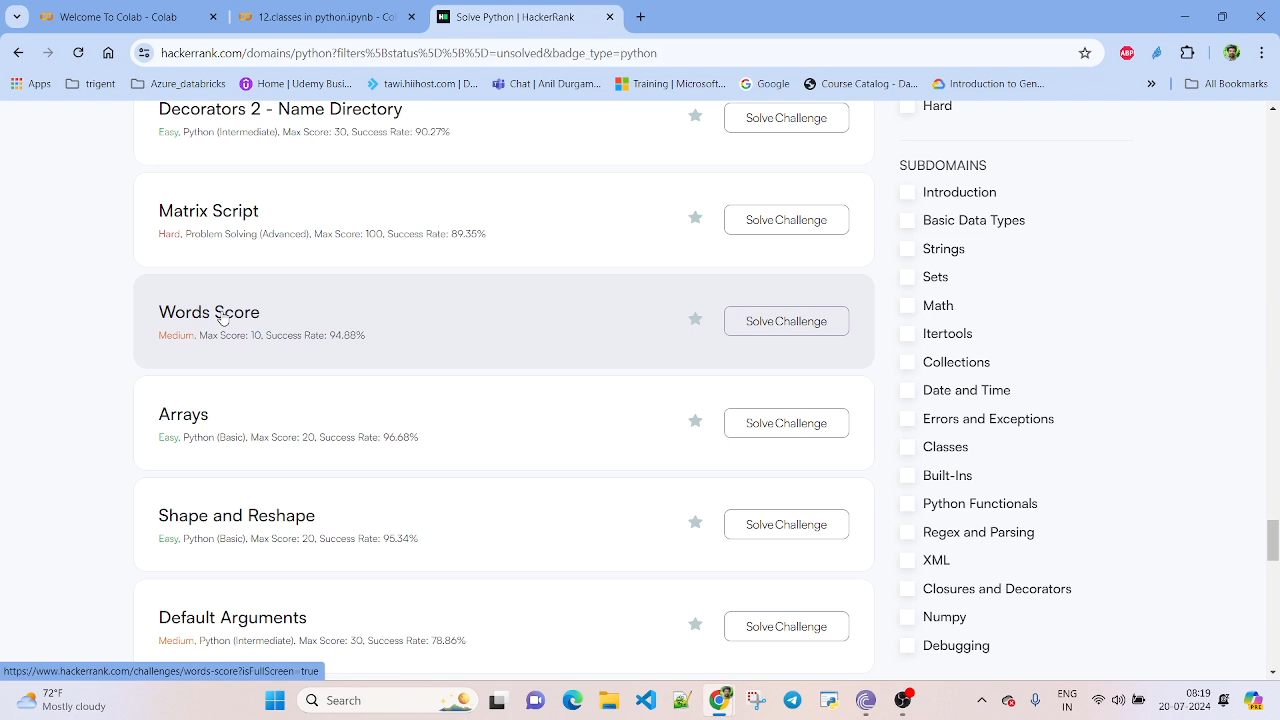 Welcome To Colab - Colab
12.classes in python.ipynb - Col
Solve Python | HackerRank
hackerrank.com/domains/python?filters%5Bstatus%5D%5B%5D=unsolved&badge_type=python
Apps
trigent
Azure_databricks
Home | Udemy Busi...
tawi.hihost.com | D...
Chat | Anil Durgam...
Training | Microsoft...
Google
Course Catalog - Da...
Introduction to Gen...
All Bookmarks
Decorators 2 - Name Directory
Easy, Python (Intermediate), Max Score: 30, Success Rate: 90.27%
Solve Challenge
Matrix Script
Hard, Problem Solving (Advanced), Max Score: 100, Success Rate: 89.35%
Solve Challenge
Words Score
Medium, Max Score: 10, Success Rate: 94.88%
Solve Challenge
Arrays
Easy, Python (Basic), Max Score: 20, Success Rate: 96.68%
Solve Challenge
Shape and Reshape
Easy, Python (Basic), Max Score: 20, Success Rate: 95.34%
Solve Challenge
Default Arguments
Medium, Python (Intermediate), Max Score: 30, Success Rate: 78.86%
Solve Challenge
Hard
SUBDOMAINS
Introduction
Basic Data Types
Strings
Sets
Math
Itertools
Collections
Date and Time
Errors and Exceptions
Classes
Built-Ins
Python Functionals
Regex and Parsing
XML
Closures and Decorators
Numpy
Debugging
https://www.hackerrank.com/challenges/words-score?isFullScreen=true
72°F
Mostly cloudy
Search
ENG
IN
08:19
20-07-2024